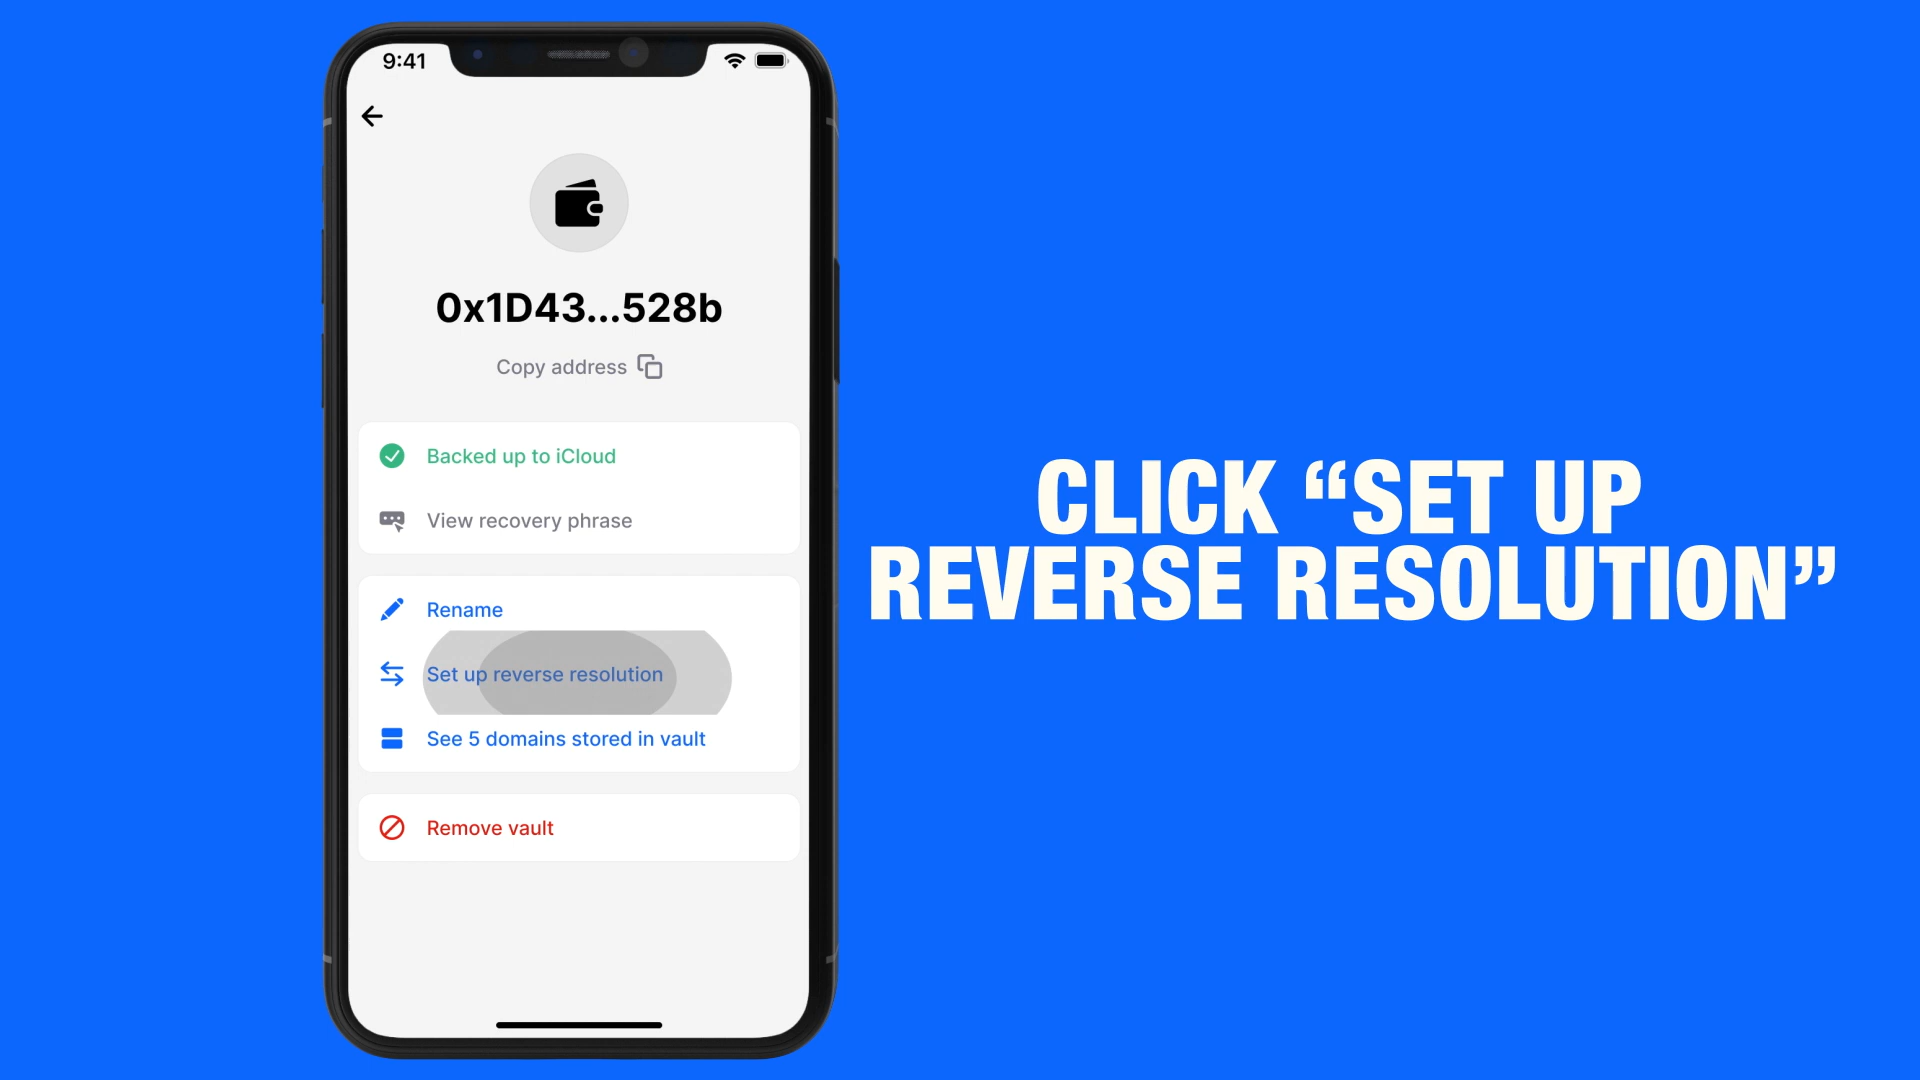 9:41
0x1D43...528b
Copy address
Backed up to iCloud
View recovery phrase
Rename
Set up reverse resolution
See 5 domains stored in vault
Remove vault
CLICK “SET UP
REVERSE RESOLUTION”